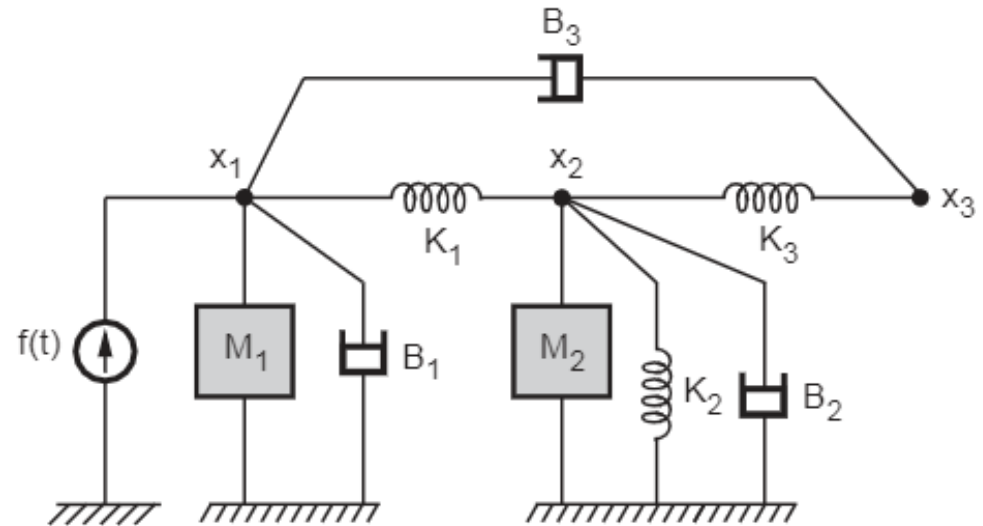 B₃
x₁
x₂
x₃
K₁
K₃
f(t)
M₁
B₁
M₂
K₂
B₂